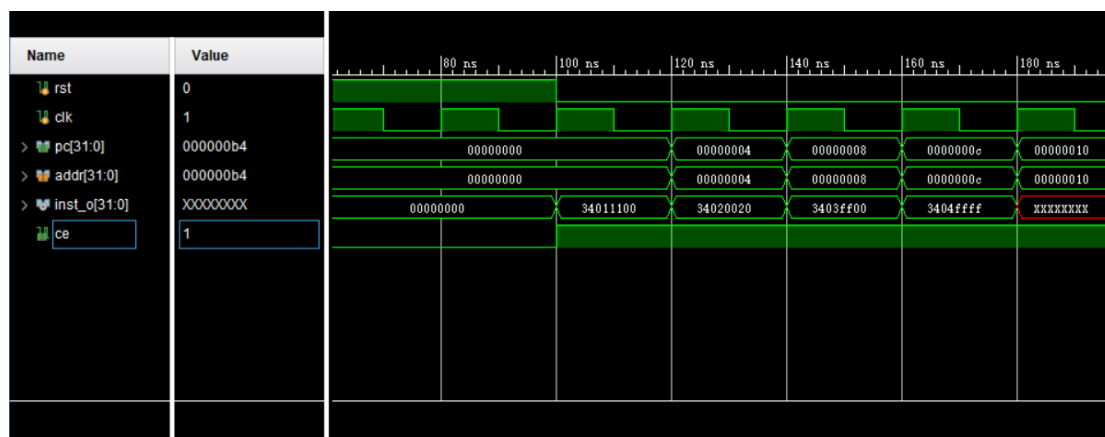 Name Value
80 ns 100 ns 120 ns 140 ns 160 ns 180 ns
rst 0
clk 1
pc[31:0] 000000b4 00000000 00000004 00000008 0000000c 00000010
addr[31:0] 000000b4 00000000 00000004 00000008 0000000c 00000010
inst_o[31:0] XXXXXXXX 00000000 34011100 34020020 3403ff00 3404ffff XXXXXXXX
ce 1